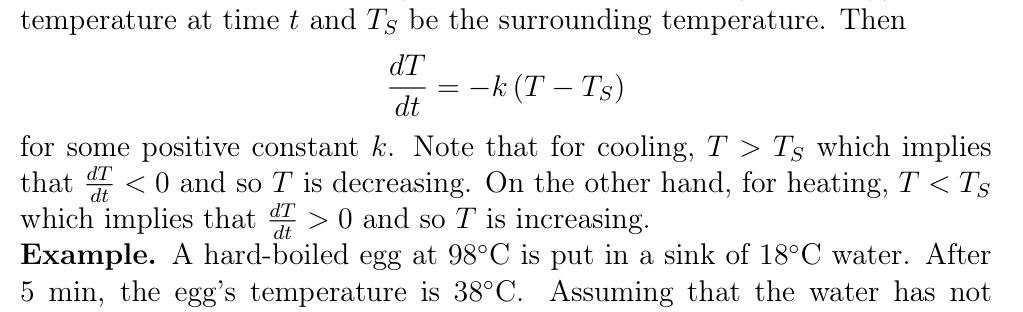 temperature at time t and T_S be the surrounding temperature. Then
dT/dt = −k (T − T_S)
for some positive constant k. Note that for cooling, T > T_S which implies
that dT/dt < 0 and so T is decreasing. On the other hand, for heating, T < T_S
which implies that dT/dt > 0 and so T is increasing.
Example. A hard-boiled egg at 98°C is put in a sink of 18°C water. After
5 min, the egg's temperature is 38°C. Assuming that the water has not